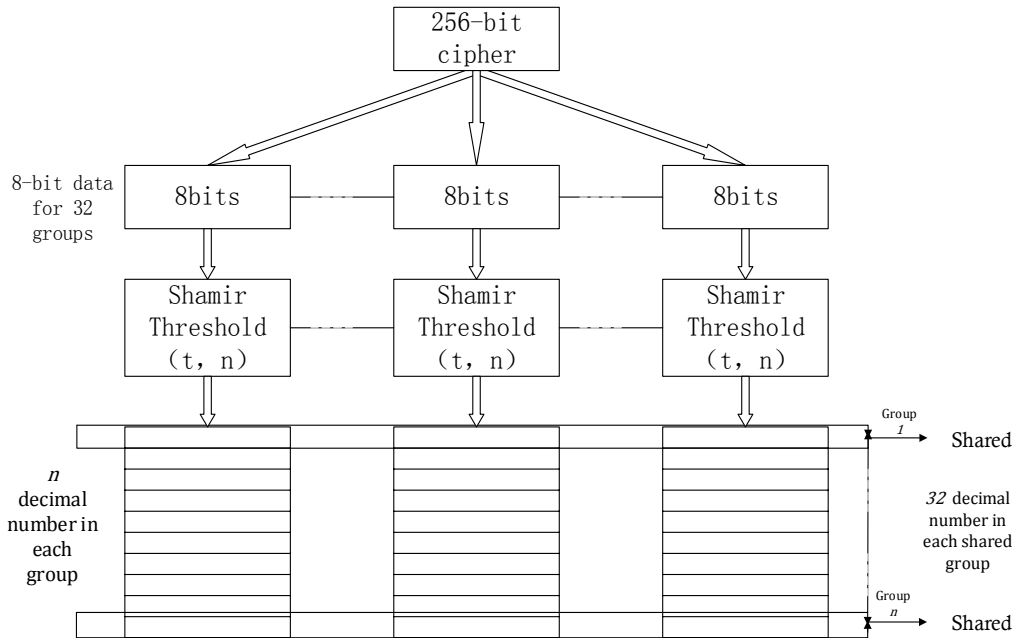 256-bit
cipher
8-bit data
for 32
groups
8bits
8bits
8bits
Shamir
Threshold
(t, n)
Shamir
Threshold
(t, n)
Shamir
Threshold
(t, n)
n
decimal
number in
each
group
Group
1
Shared
32 decimal
number in
each shared
group
Group
n
Shared